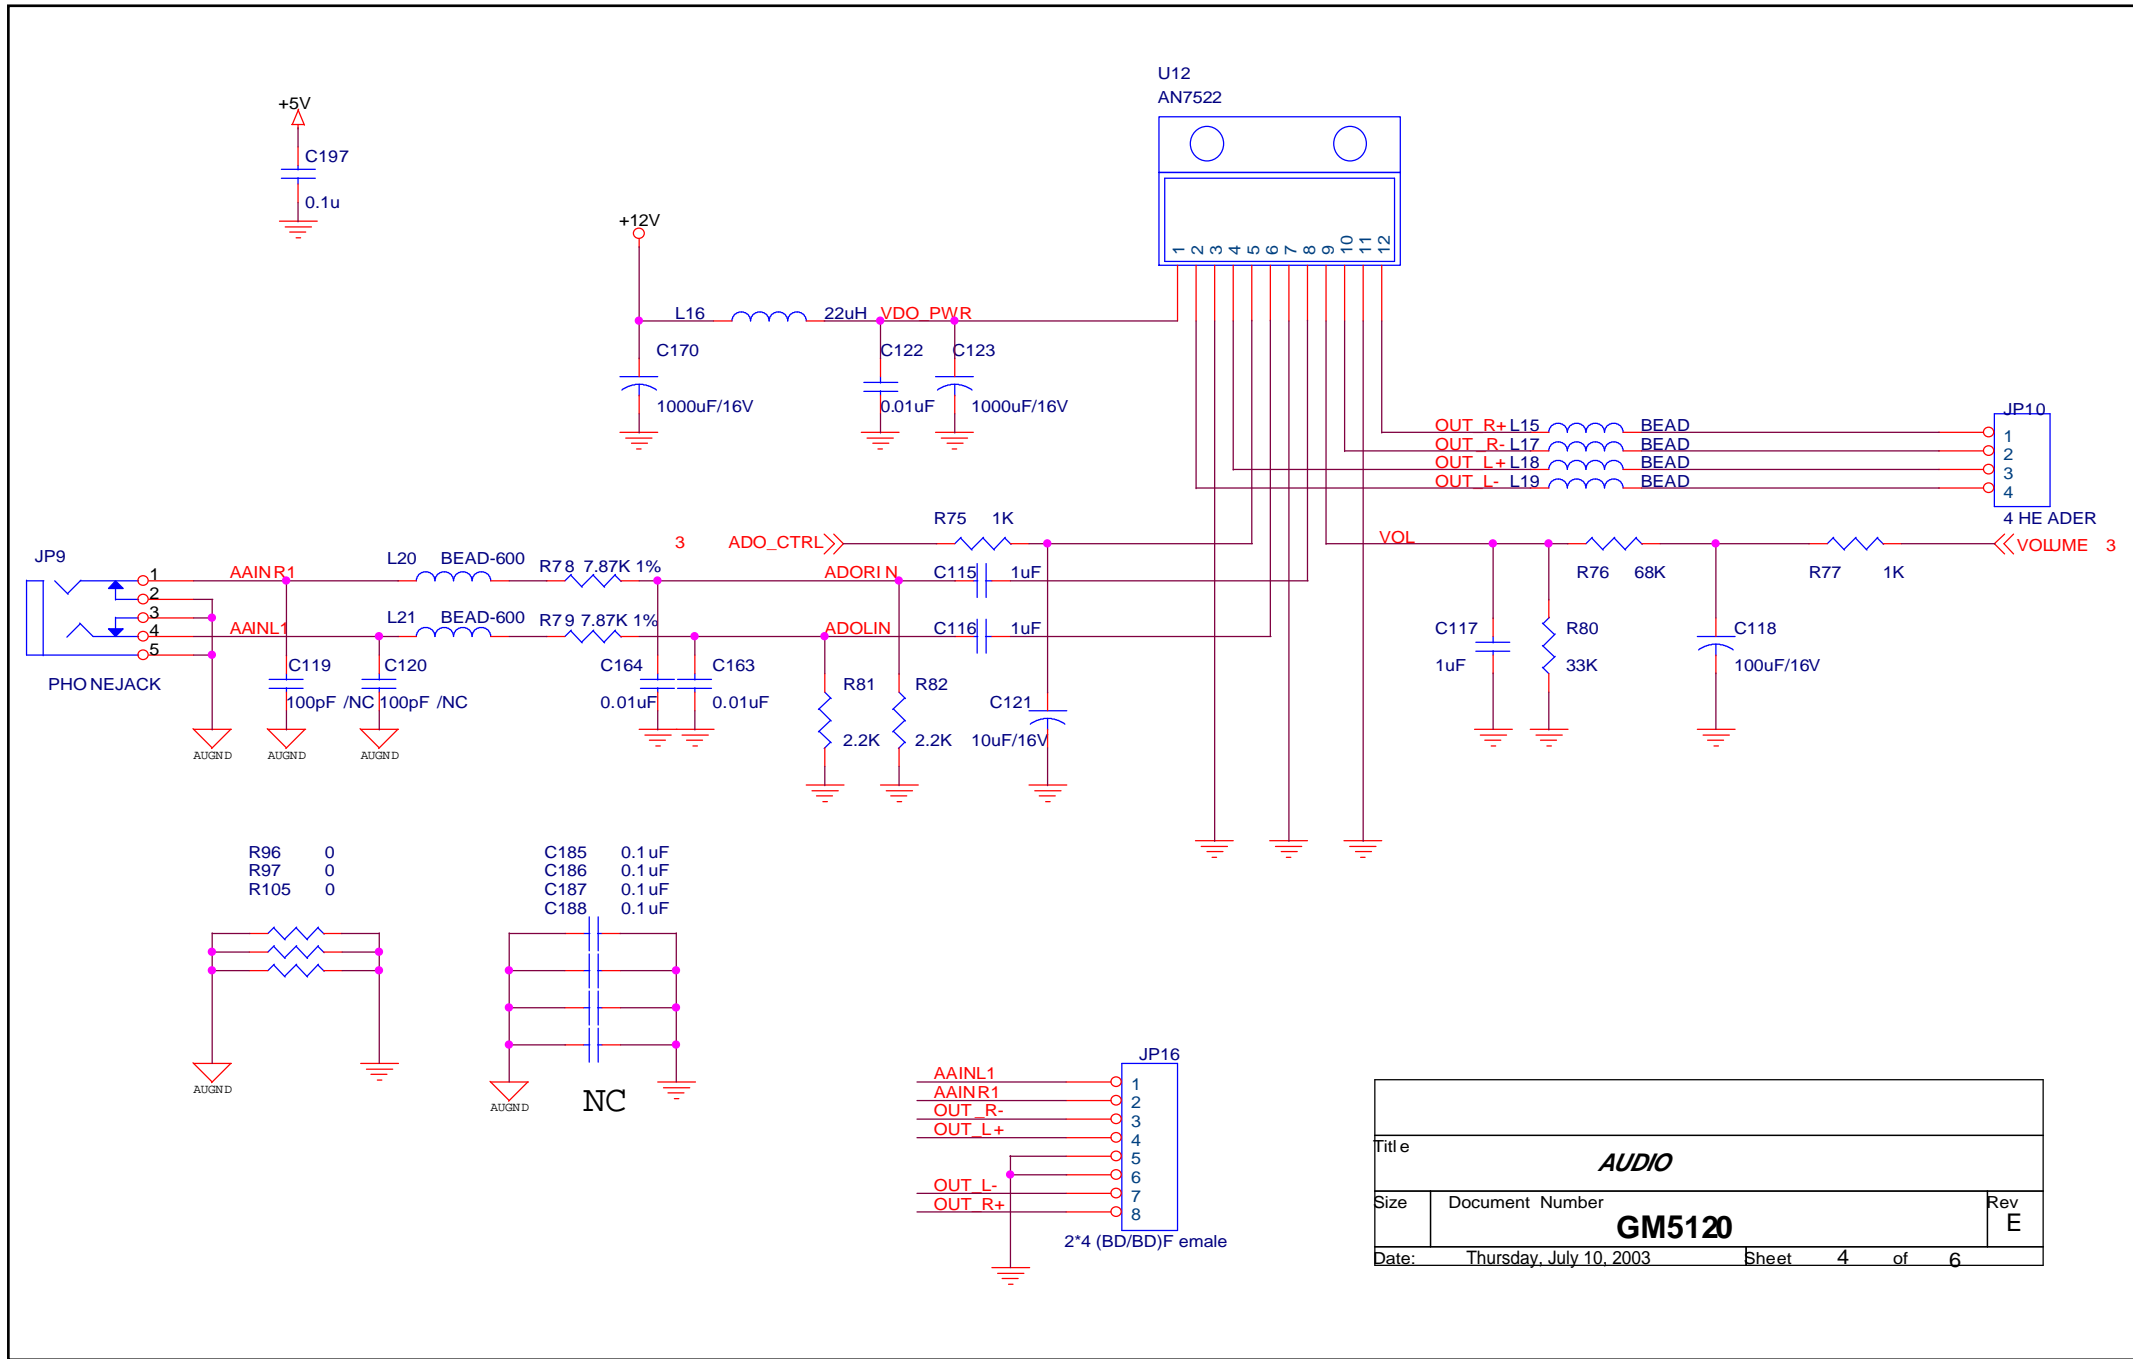 U12
AN7522
+5V
C197
0.1u
+12V
1 2 3 4 5 6 7 8 9 10 11 12
L16 22uH VDO_PWR
C170
1000uF/16V
C122
0.01uF
C123
1000uF/16V
OUT_R+ L15 BEAD
OUT_R- L17 BEAD
OUT_L+ L18 BEAD
OUT_L- L19 BEAD
JP10
1
2
3
4
4 HEADER
3 ADO_CTRL
R75 1K
VOL
R76 68K
R77 1K
VOLUME 3
JP9
1
2
3
4
5
PHONEJACK
AAINR1
L20 BEAD-600
R78 7.87K 1%
ADORIN
C115 1uF
AAINL1
L21 BEAD-600
R79 7.87K 1%
ADOLIN
C116 1uF
C119
100pF /NC
C120
100pF /NC
C164
0.01uF
C163
0.01uF
R81
2.2K
R82
2.2K
C121
10uF/16V
C117
1uF
R80
33K
C118
100uF/16V
AUGND
AUGND
AUGND
R96 0
R97 0
R105 0
AUGND
C185 0.1uF
C186 0.1uF
C187 0.1uF
C188 0.1uF
AUGND
NC
JP16
AAINL1 1
AAINR1 2
OUT_R- 3
OUT_L+ 4
5
6
OUT_L- 7
OUT_R+ 8
2*4 (BD/BD)Female
Title
AUDIO
Size Document Number Rev
GM5120 E
Date: Thursday, July 10, 2003 Sheet 4 of 6